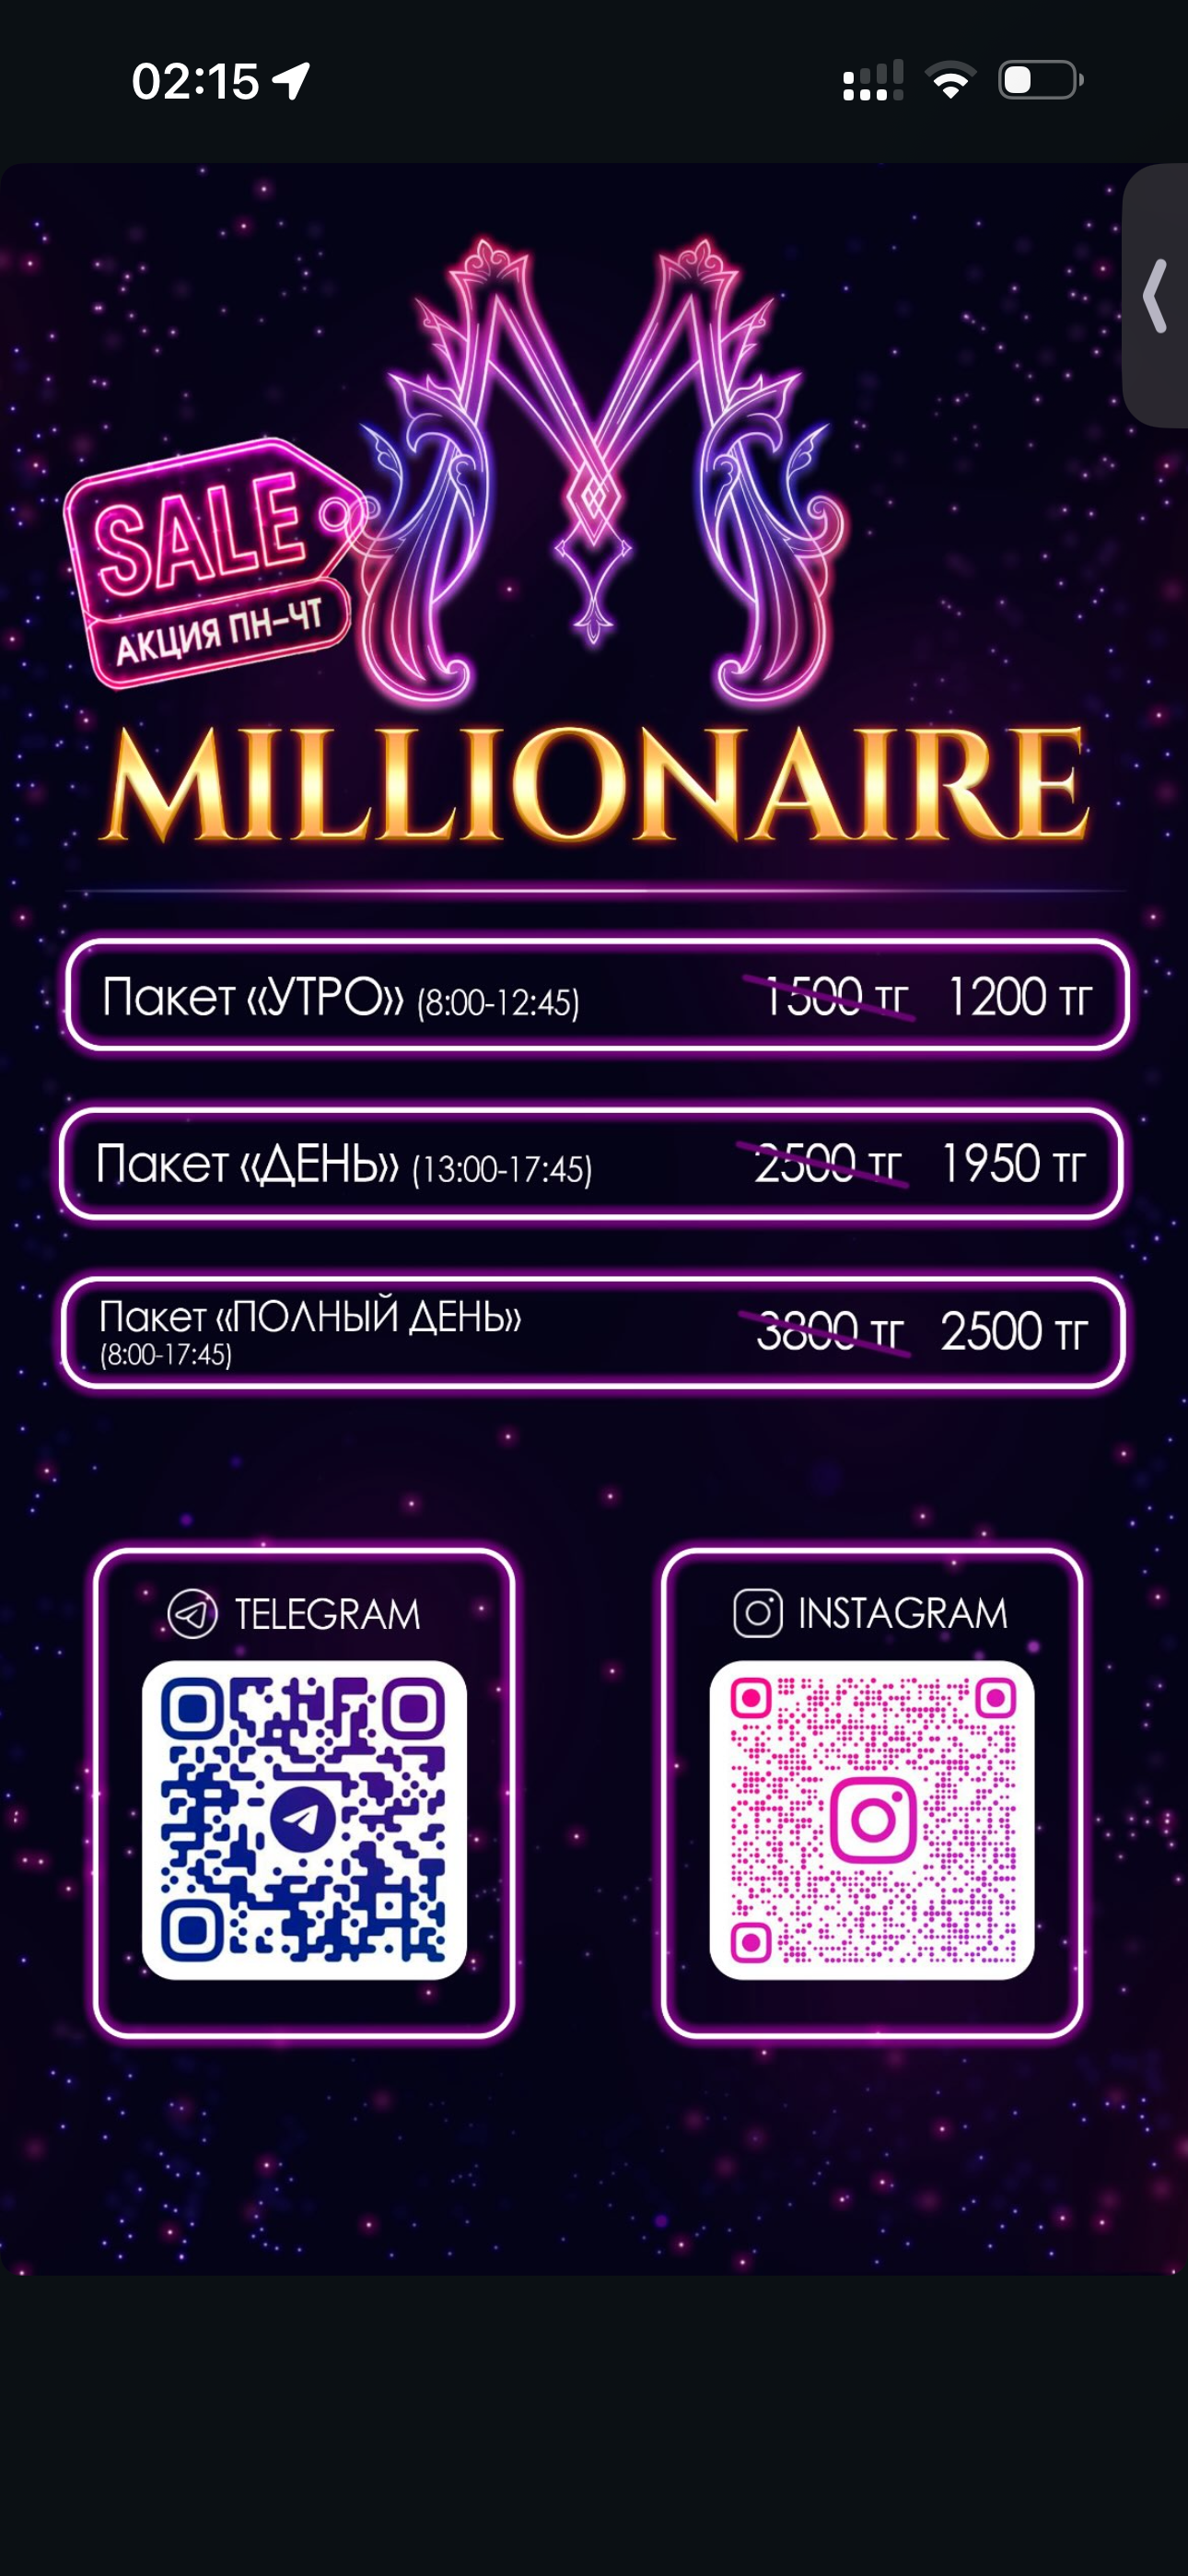 02:15
SALE
АКЦИЯ ПН-ЧТ
MILLIONAIRE
Пакет «УТРО» (8:00-12:45) 1500 тг 1200 тг
Пакет «ДЕНЬ» (13:00-17:45) 2500 тг 1950 тг
Пакет «ПОЛНЫЙ ДЕНЬ» 3800 тг 2500 тг
(8:00-17:45)
TELEGRAM
INSTAGRAM